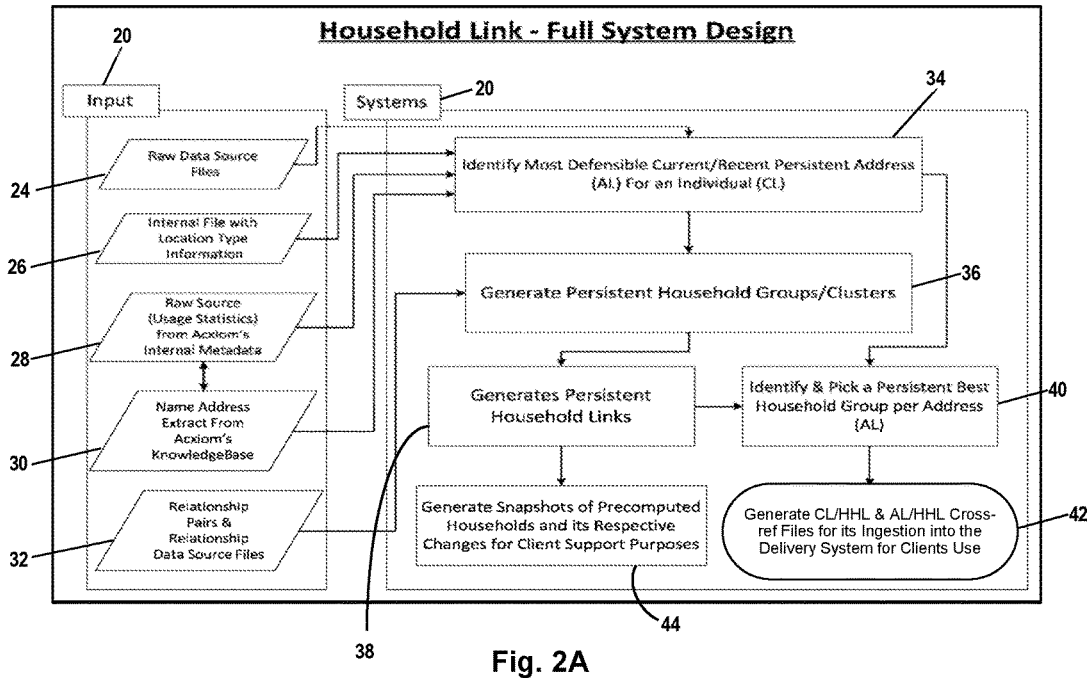 Household Link - Full System Design
20
20
Input
Systems
34
Raw Data Source
Files
24
Identify Most Defensible Current/Recent Persistent Address
(AL) For an Individual (CL)
Internal File with
Location Type
Information
26
36
Generate Persistent Household Groups/Clusters
Raw Source
(Usage Statistics)
from Acxiom's
Internal Metadata
28
Generates Persistent
Household Links
Identify & Pick a Persistent Best
Household Group per Address
(AL)
40
Name Address
Extract From
Acxiom's
KnowledgeBase
30
Relationship
Pairs &
Relationship
Data Source Files
32
Generate Snapshots of Precomputed
Households and its Respective
Changes for Client Support Purposes
Generate CL/HHL & AL/HHL Cross-
ref Files for its Ingestion into the
Delivery System for Clients Use
42
38
44
Fig. 2A